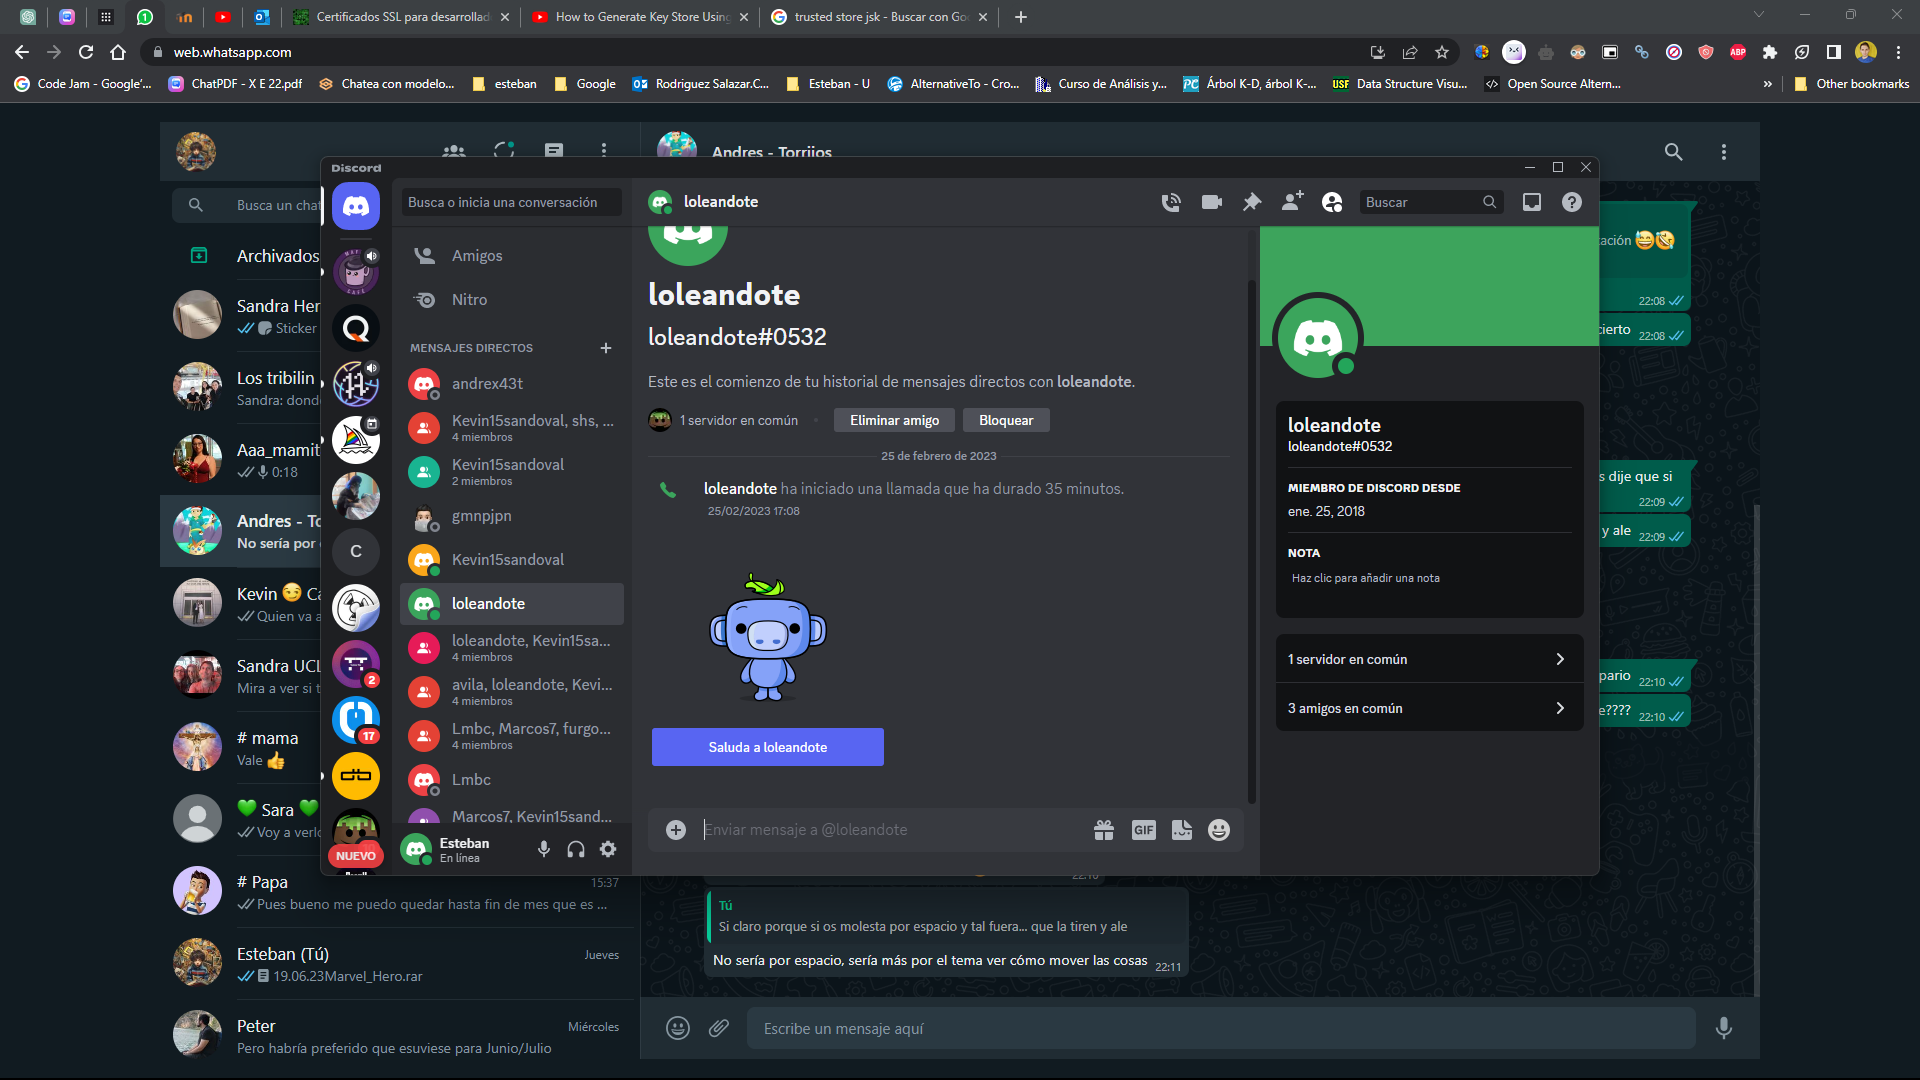 Certificados SSL para desarrollad
How to Generate Key Store Using
trusted store jsk - Buscar con Go
web.whatsapp.com
Code Jam - Google'...
ChatPDF - X E 22.pdf
Chatea con modelo...
esteban
Google
Rodriguez Salazar.C...
Esteban - U
AlternativeTo - Cro...
Curso de Análisis y...
Árbol K-D, árbol K-...
USF Data Structure Visu...
Open Source Altern...
»
Other bookmarks
Andres - Torrijos
Busca un chat
Archivados
Sandra Her
Sticker
Los tribilin
Sandra: dond
Aaa_mamit
0:18
Andres - To
No sería por
Kevin 😏 Ca
Quien va a
Sandra UCL
Mira a ver si t
# mama
Vale 👍
💚 Sara 💚
Voy a verlo
# Papa
15:37
Pues bueno me puedo quedar hasta fin de mes que es ...
Esteban (Tú)
Jueves
19.06.23Marvel_Hero.rar
Peter
Miércoles
Pero habría preferido que esuviese para Junio/Julio
Discord
C
2
17
NUEVO
Busca o inicia una conversación
Amigos
Nitro
MENSAJES DIRECTOS
andrex43t
Kevin15sandoval, shs, ...
4 miembros
Kevin15sandoval
2 miembros
gmnpjpn
Kevin15sandoval
loleandote
loleandote, Kevin15sa...
4 miembros
avila, loleandote, Kevi...
4 miembros
Lmbc, Marcos7, furgo...
4 miembros
Lmbc
Marcos7, Kevin15sand...
Esteban
En línea
loleandote
Buscar
loleandote
loleandote#0532
Este es el comienzo de tu historial de mensajes directos con loleandote.
1 servidor en común
Eliminar amigo
Bloquear
25 de febrero de 2023
loleandote ha iniciado una llamada que ha durado 35 minutos.
25/02/2023 17:08
Saluda a loleandote
Enviar mensaje a @loleandote
GIF
loleandote
loleandote#0532
MIEMBRO DE DISCORD DESDE
ene. 25, 2018
NOTA
Haz clic para añadir una nota
1 servidor en común
3 amigos en común
ación 😅🤣
22:08
cierto
22:08
s dije que si
22:09
y ale
22:09
pario
22:10
e????
22:10
Tú
Si claro porque si os molesta por espacio y tal fuera... que la tiren y ale
No sería por espacio, sería más por el tema ver cómo mover las cosas
22:11
Escribe un mensaje aquí